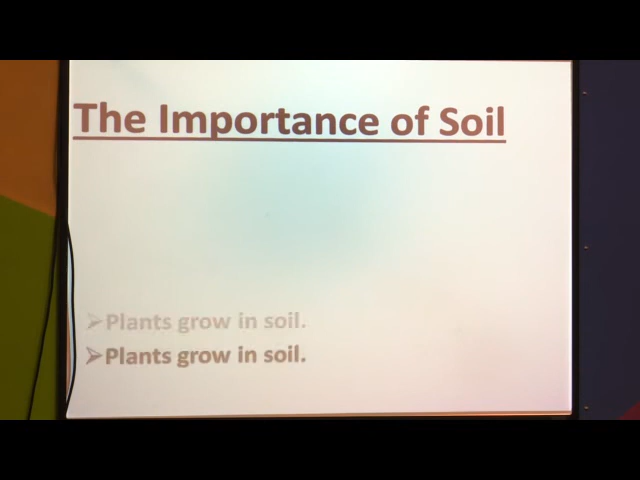 The Importance of Soil
➢Plants grow in soil.
➢Plants grow in soil.